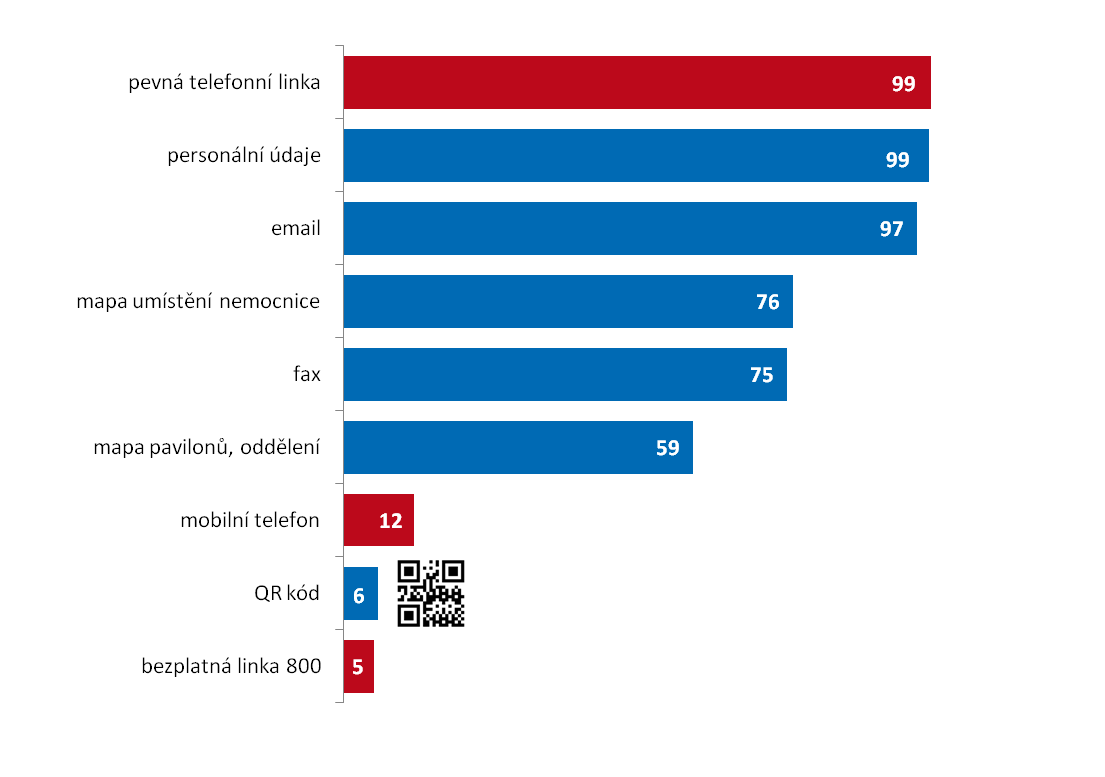 pevná telefonní linka 99
personální údaje 99
email 97
mapa umístění nemocnice 76
fax 75
mapa pavilonů, oddělení 59
mobilní telefon 12
QR kód 6
bezplatná linka 800 5